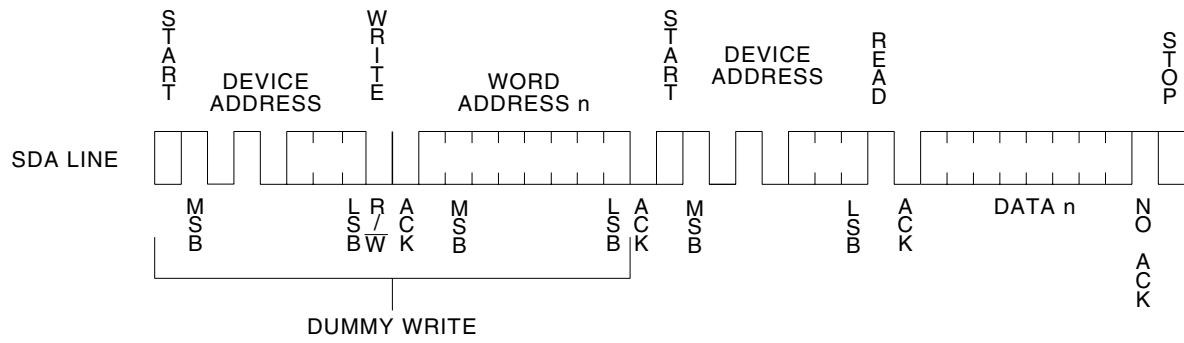 START
WRITE
START
READ
STOP
DEVICE
ADDRESS
WORD
ADDRESS n
DEVICE
ADDRESS
SDA LINE
MSB
LSB
R/W
ACK
MSB
LSB
ACK
MSB
LSB
ACK
DATA n
NO ACK
DUMMY WRITE